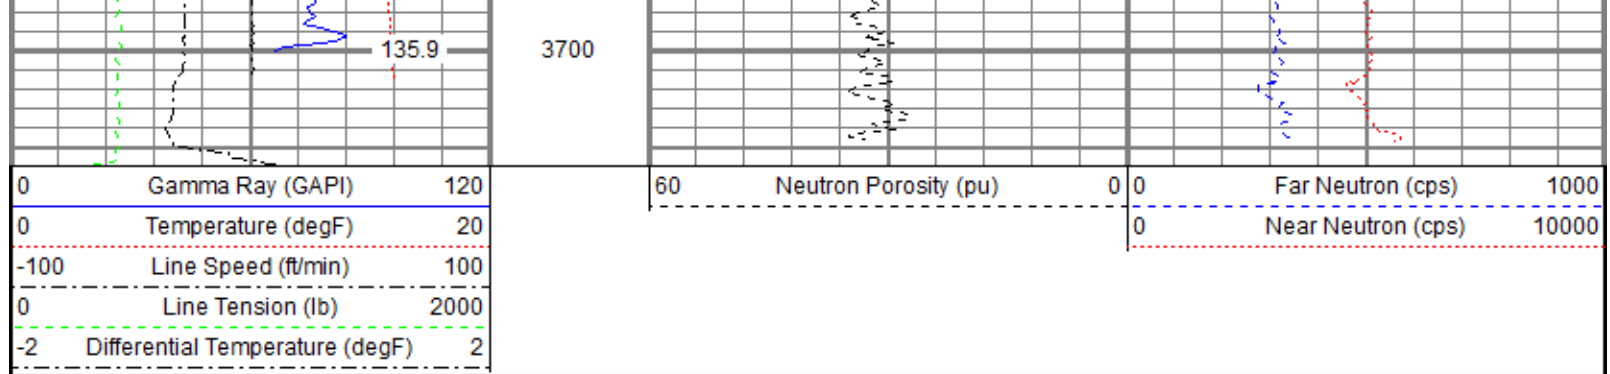 135.9 3700
0 Gamma Ray (GAPI) 120 60 Neutron Porosity (pu) 0 0 Far Neutron (cps) 1000
0 Temperature (degF) 20 0 Near Neutron (cps) 10000
-100 Line Speed (ft/min) 100
0 Line Tension (lb) 2000
-2 Differential Temperature (degF) 2